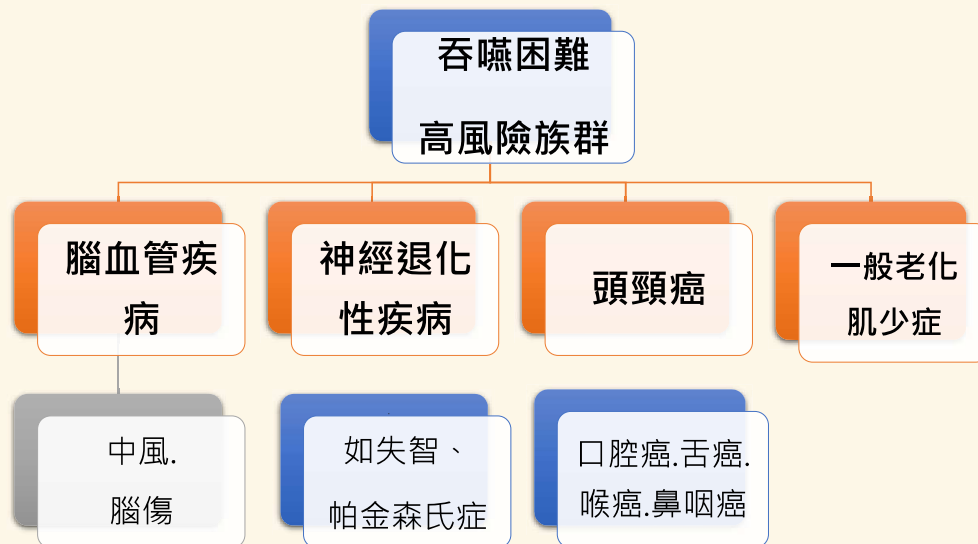 吞嚥困難
高風險族群
腦血管疾
病
神經退化
性疾病
頭頸癌
一般老化
肌少症
中風.
腦傷
如失智、
帕金森氏症
口腔癌.舌癌.
喉癌.鼻咽癌